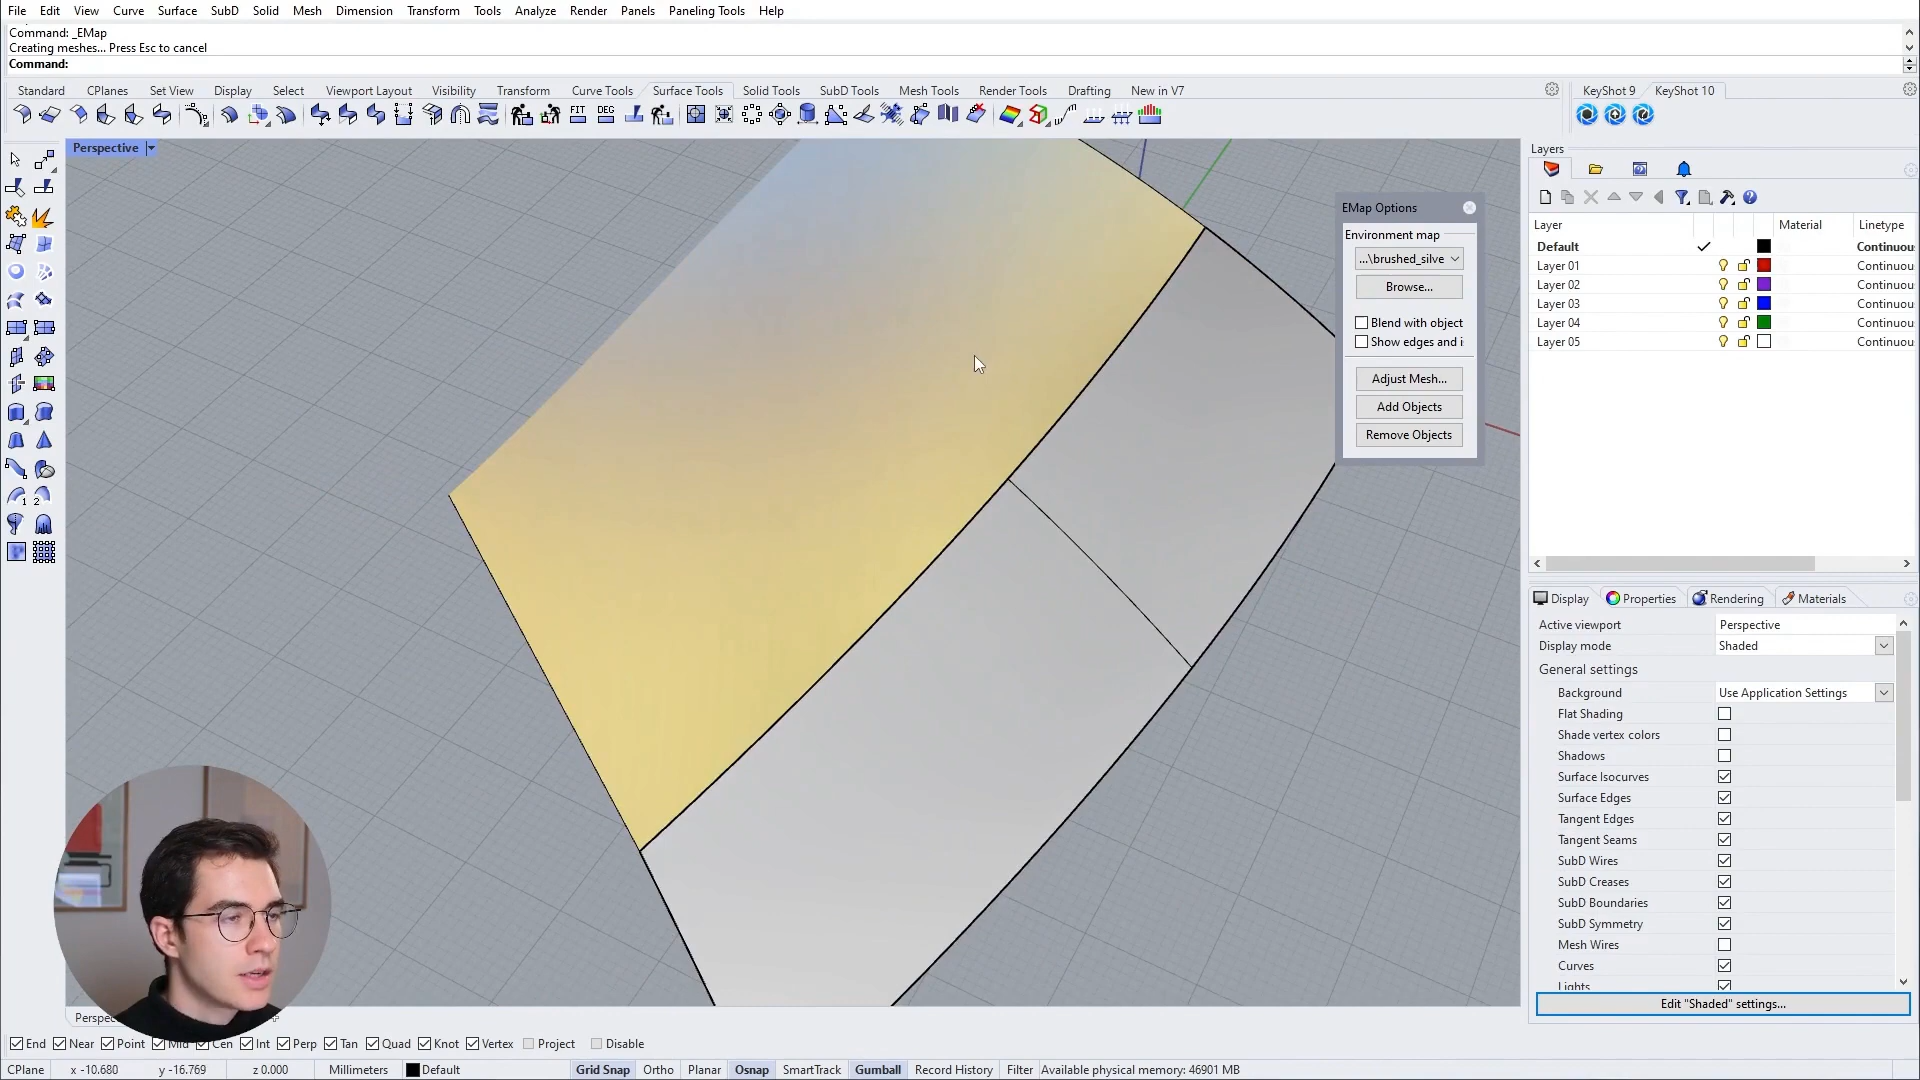 File Edit View Curve Surface SubD Solid Mesh Dimension Transform Tools Analyze Render Panels Paneling Tools Help
Command: _EMap
Creating meshes... Press Esc to cancel
Command:
Standard CPlanes Set View Display Select Viewport Layout Visibility Transform Curve Tools Surface Tools Solid Tools SubD Tools Mesh Tools Render Tools Drafting New in V7
KeyShot 9 KeyShot 10
FIT DEG
Perspective
Layers
EMap Options
Environment map
...\brushed_silve
Browse...
Blend with object
Show edges and i
Adjust Mesh...
Add Objects
Remove Objects
Layer Material Linetype
Default Continuou
Layer 01 Continuou
Layer 02 Continuou
Layer 03 Continuou
Layer 04 Continuou
Layer 05 Continuou
Display Properties Rendering Materials
Active viewport Perspective
Display mode Shaded
General settings
Background Use Application Settings
Flat Shading
Shade vertex colors
Shadows
Surface Isocurves
Surface Edges
Tangent Edges
Tangent Seams
SubD Wires
SubD Creases
SubD Boundaries
SubD Symmetry
Mesh Wires
Curves
Lights
Edit "Shaded" settings...
Perspec
End Near Point Mid Cen Int Perp Tan Quad Knot Vertex Project Disable
CPlane x -10.680 y -16.769 z 0.000 Millimeters Default Grid Snap Ortho Planar Osnap SmartTrack Gumball Record History Filter Available physical memory: 46901 MB